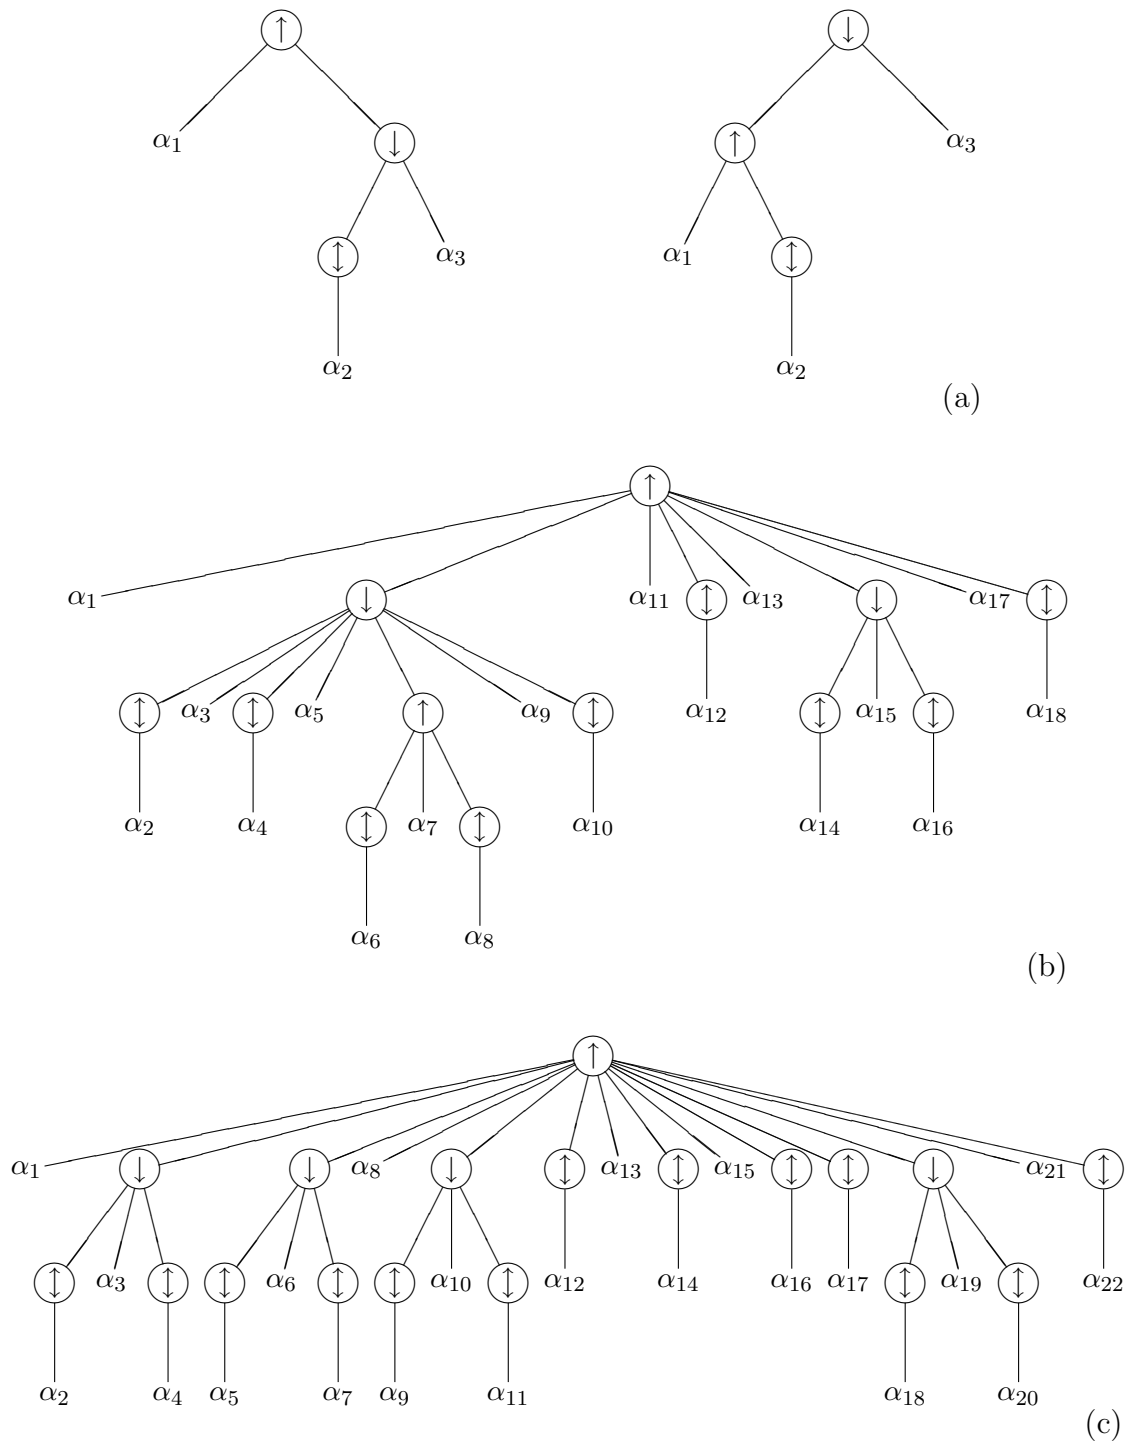 ↑ ↓
α₁ ↓ ↑ α₃
↕ α₃ α₁ ↕
α₂ α₂
(a)
↑
α₁ ↓ α₁₁ ↕ α₁₃ ↓ α₁₇ ↕
↕ α₃ ↕ α₅ ↑ α₉ ↕ α₁₂ ↕ α₁₅ ↕ α₁₈
α₂ α₄ ↕ α₇ ↕ α₁₀ α₁₄ α₁₆
α₆ α₈
(b)
↑
α₁ ↓ ↓ α₈ ↓ ↕ α₁₃ ↕ α₁₅ ↕ ↕ ↓ α₂₁ ↕
↕ α₃ ↕ ↕ α₆ ↕ ↕ α₁₀ ↕ α₁₂ α₁₄ α₁₆ α₁₇ ↕ α₁₉ ↕ α₂₂
α₂ α₄ α₅ α₇ α₉ α₁₁ α₁₈ α₂₀
(c)